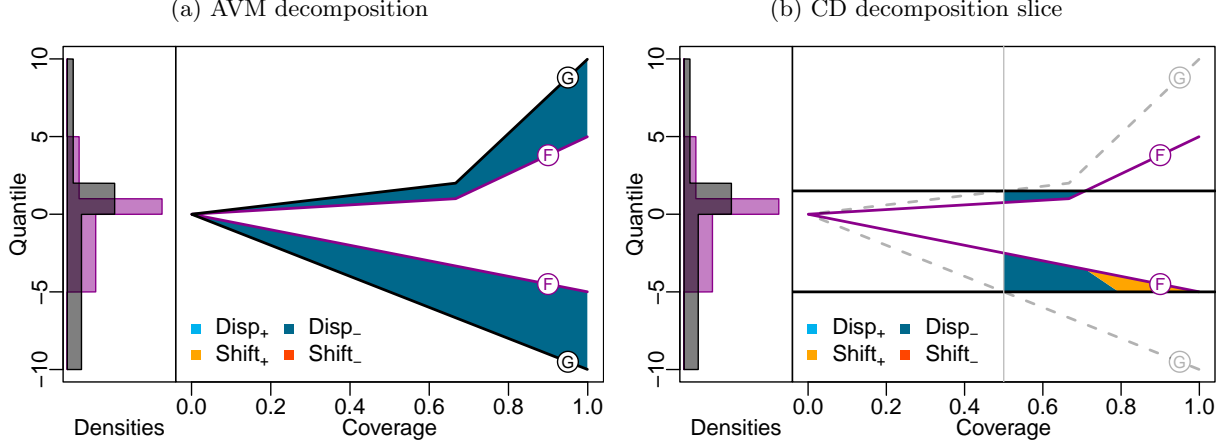 (a) AVM decomposition
(b) CD decomposition slice
Quantile
−10 −5 0 5 10
G
F
F
G
Disp+ Disp−
Shift+ Shift−
0.0 0.2 0.4 0.6 0.8 1.0
Densities Coverage
Quantile
−10 −5 0 5 10
G
F
F
G
Disp+ Disp−
Shift+ Shift−
0.0 0.2 0.4 0.6 0.8 1.0
Densities Coverage